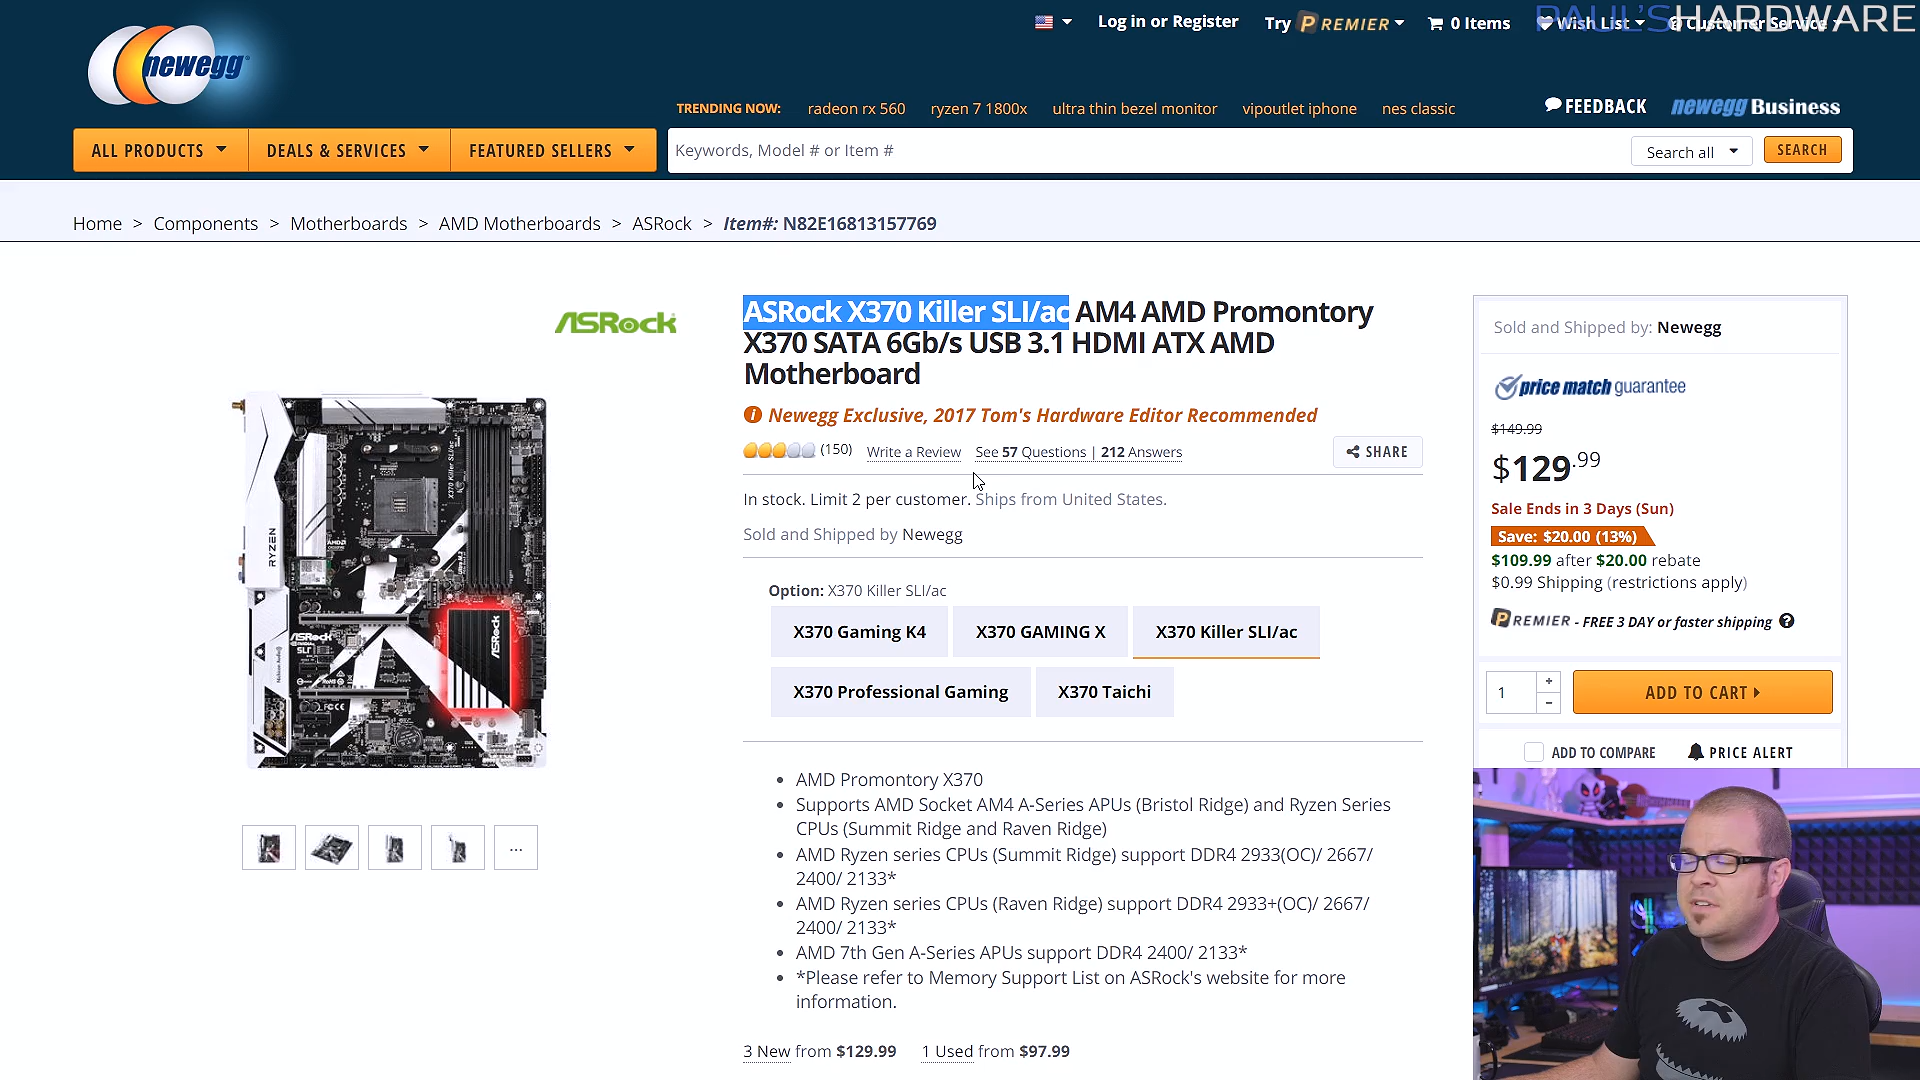 Log in or Register
Try PREMIER
0 Items
Wish List
Customer Service
PAUL'SHARDWARE
newegg
TRENDING NOW: radeon rx 560 ryzen 7 1800x ultra thin bezel monitor vipoutlet iphone nes classic
FEEDBACK
newegg Business
ALL PRODUCTS
DEALS & SERVICES
FEATURED SELLERS
Keywords, Model # or Item #
Search all
SEARCH
Home > Components > Motherboards > AMD Motherboards > ASRock > Item#: N82E16813157769
ASRock
ASRock X370 Killer SLI/ac AM4 AMD Promontory
X370 SATA 6Gb/s USB 3.1 HDMI ATX AMD
Motherboard
Newegg Exclusive, 2017 Tom's Hardware Editor Recommended
(150) Write a Review See 57 Questions | 212 Answers
SHARE
In stock. Limit 2 per customer. Ships from United States.
Sold and Shipped by Newegg
Option: X370 Killer SLI/ac
X370 Gaming K4
X370 GAMING X
X370 Killer SLI/ac
X370 Professional Gaming
X370 Taichi
• AMD Promontory X370
• Supports AMD Socket AM4 A-Series APUs (Bristol Ridge) and Ryzen Series
CPUs (Summit Ridge and Raven Ridge)
• AMD Ryzen series CPUs (Summit Ridge) support DDR4 2933(OC)/ 2667/
2400/ 2133*
• AMD Ryzen series CPUs (Raven Ridge) support DDR4 2933+(OC)/ 2667/
2400/ 2133*
• AMD 7th Gen A-Series APUs support DDR4 2400/ 2133*
• *Please refer to Memory Support List on ASRock's website for more
information.
3 New from $129.99 1 Used from $97.99
Sold and Shipped by: Newegg
price match guarantee
$149.99
$129.99
Sale Ends in 3 Days (Sun)
Save: $20.00 (13%)
$109.99 after $20.00 rebate
$0.99 Shipping (restrictions apply)
PREMIER - FREE 3 DAY or faster shipping ?
1
+
-
ADD TO CART
ADD TO COMPARE
PRICE ALERT
RYZEN
X370 Killer SLI/ac
ASRock
ASRock
SLI
FCC
...